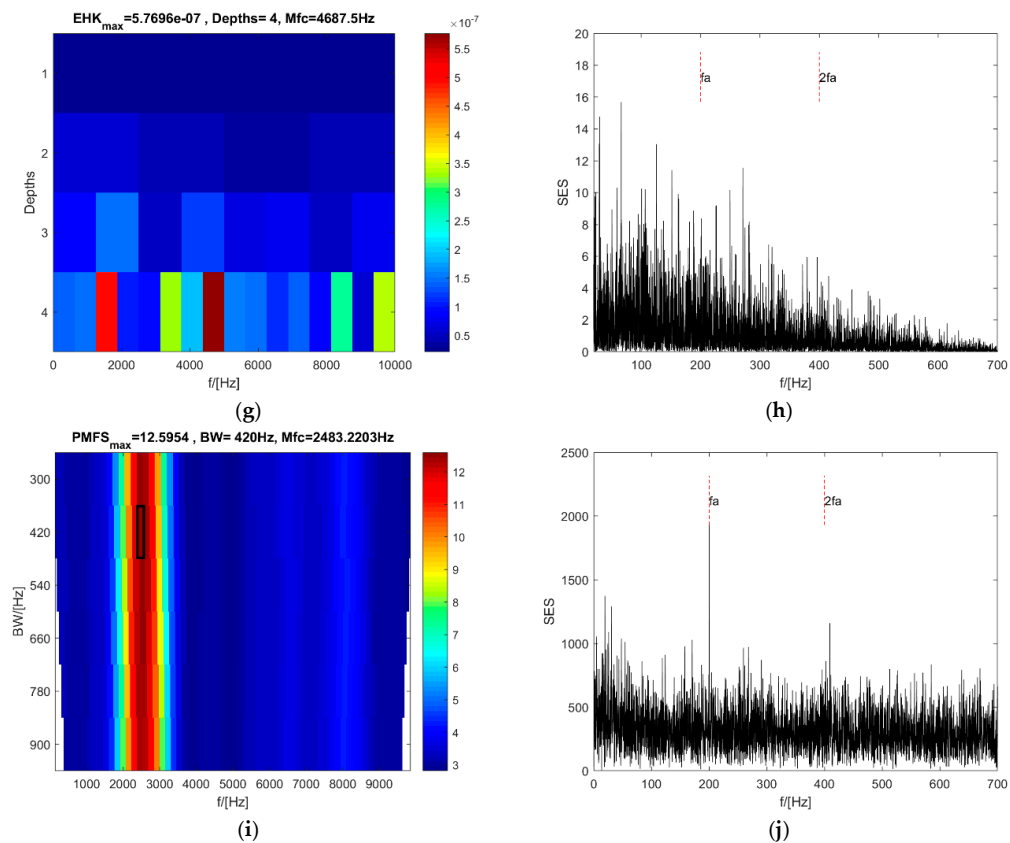 EHKmax=5.7696e-07 , Depths= 4, Mfc=4687.5Hz
×10-7
Depths
1
2
3
4
0 2000 4000 6000 8000 10000
f/[Hz]
5.5
5
4.5
4
3.5
3
2.5
2
1.5
1
0.5
(g)
SES
20
18
16
14
12
10
8
6
4
2
0
fa
2fa
100 200 300 400 500 600 700
f/[Hz]
(h)
PMFSmax=12.5954 , BW= 420Hz, Mfc=2483.2203Hz
BW/[Hz]
300
420
540
660
780
900
1000 2000 3000 4000 5000 6000 7000 8000 9000
f/[Hz]
12
11
10
9
8
7
6
5
4
3
(i)
SES
2500
2000
1500
1000
500
0
fa
2fa
0 100 200 300 400 500 600 700
f/[Hz]
(j)